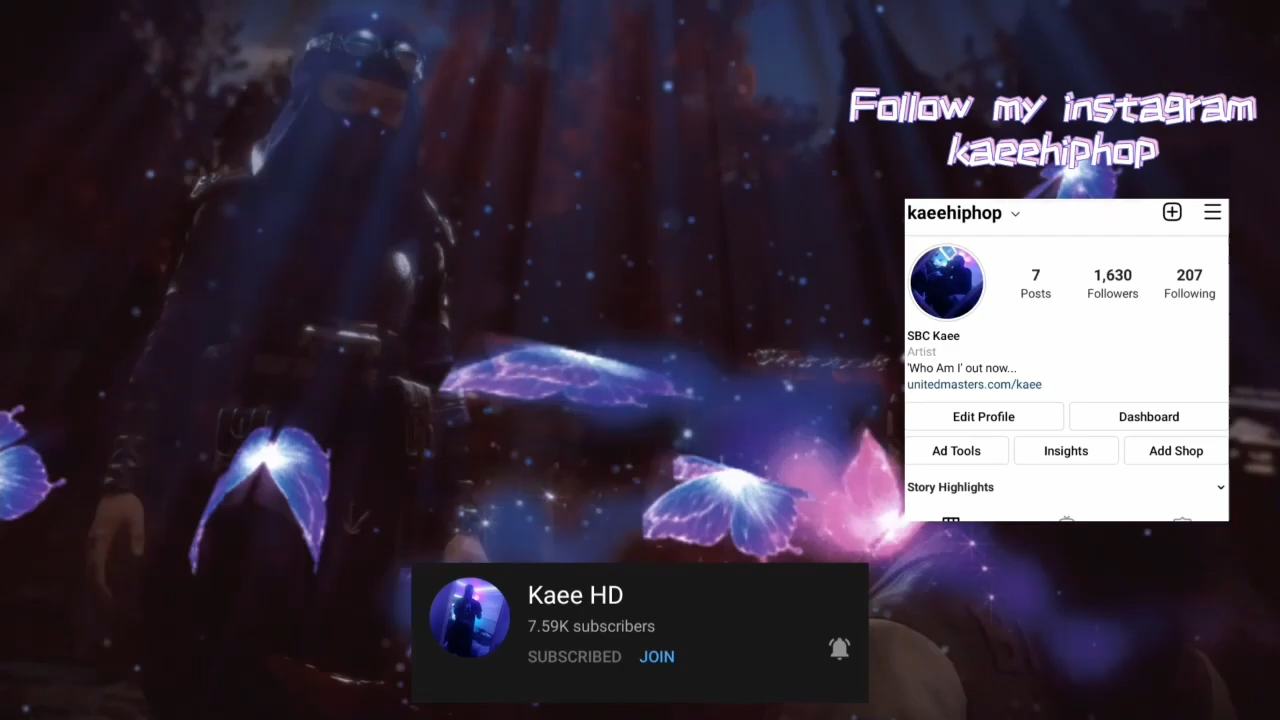 Follow my instagram
kaeehiphop
kaeehiphop
7 1,630 207
Posts Followers Following
SBC Kaee
Artist
'Who Am I' out now...
unitedmasters.com/kaee
Edit Profile Dashboard
Ad Tools Insights Add Shop
Story Highlights
Kaee HD
7.59K subscribers
SUBSCRIBED JOIN